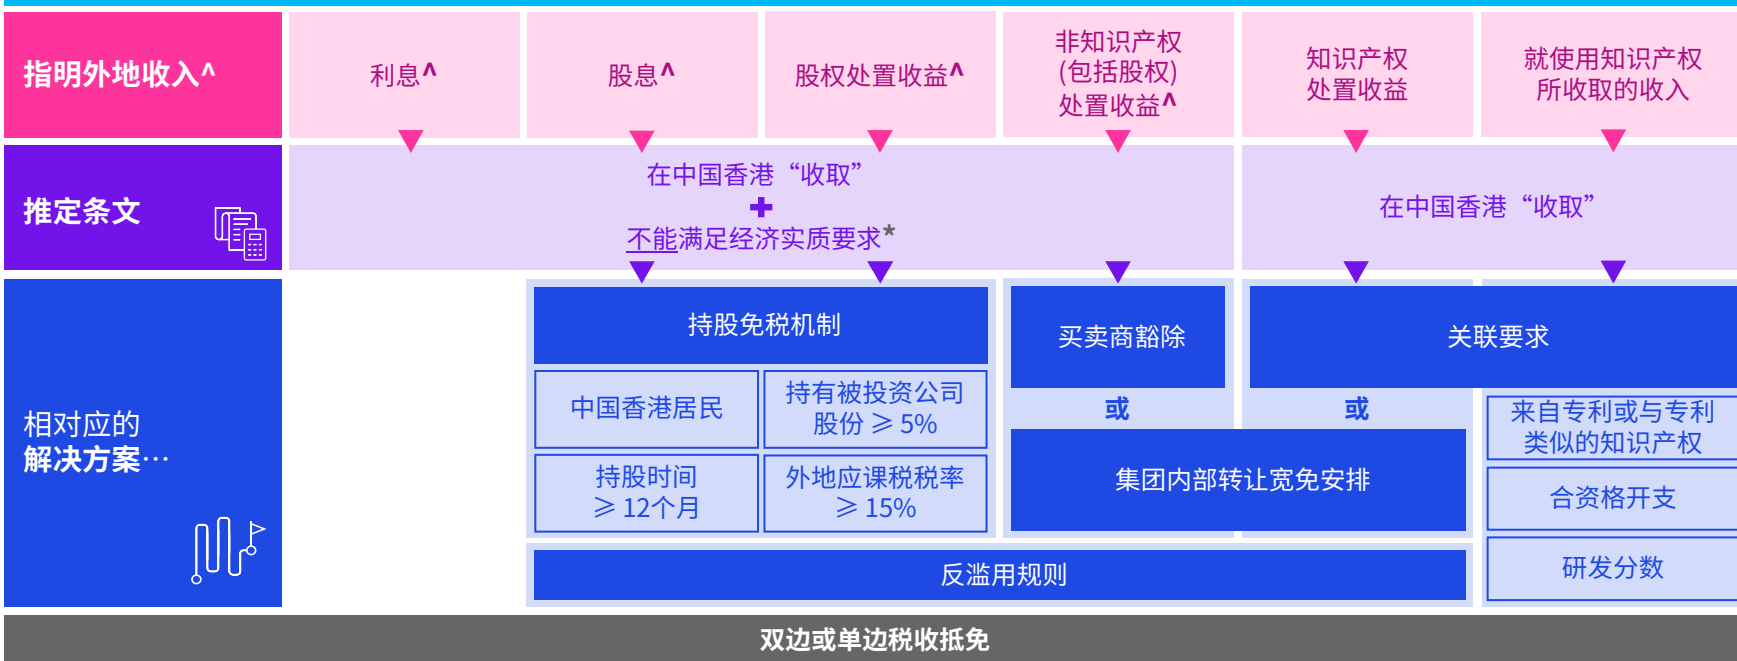 指明外地收入^
利息^
股息^
股权处置收益^
非知识产权
(包括股权)
处置收益^
知识产权
处置收益
就使用知识产权
所收取的收入
推定条文
在中国香港“收取”
+
不能满足经济实质要求*
在中国香港“收取”
相对应的
解决方案…
持股免税机制
中国香港居民
持有被投资公司
股份 ≥ 5%
持股时间
≥ 12个月
外地应课税税率
≥ 15%
买卖商豁除
或
关联要求
或
集团内部转让宽免安排
来自专利或与专利
类似的知识产权
合资格开支
研发分数
反滥用规则
双边或单边税收抵免